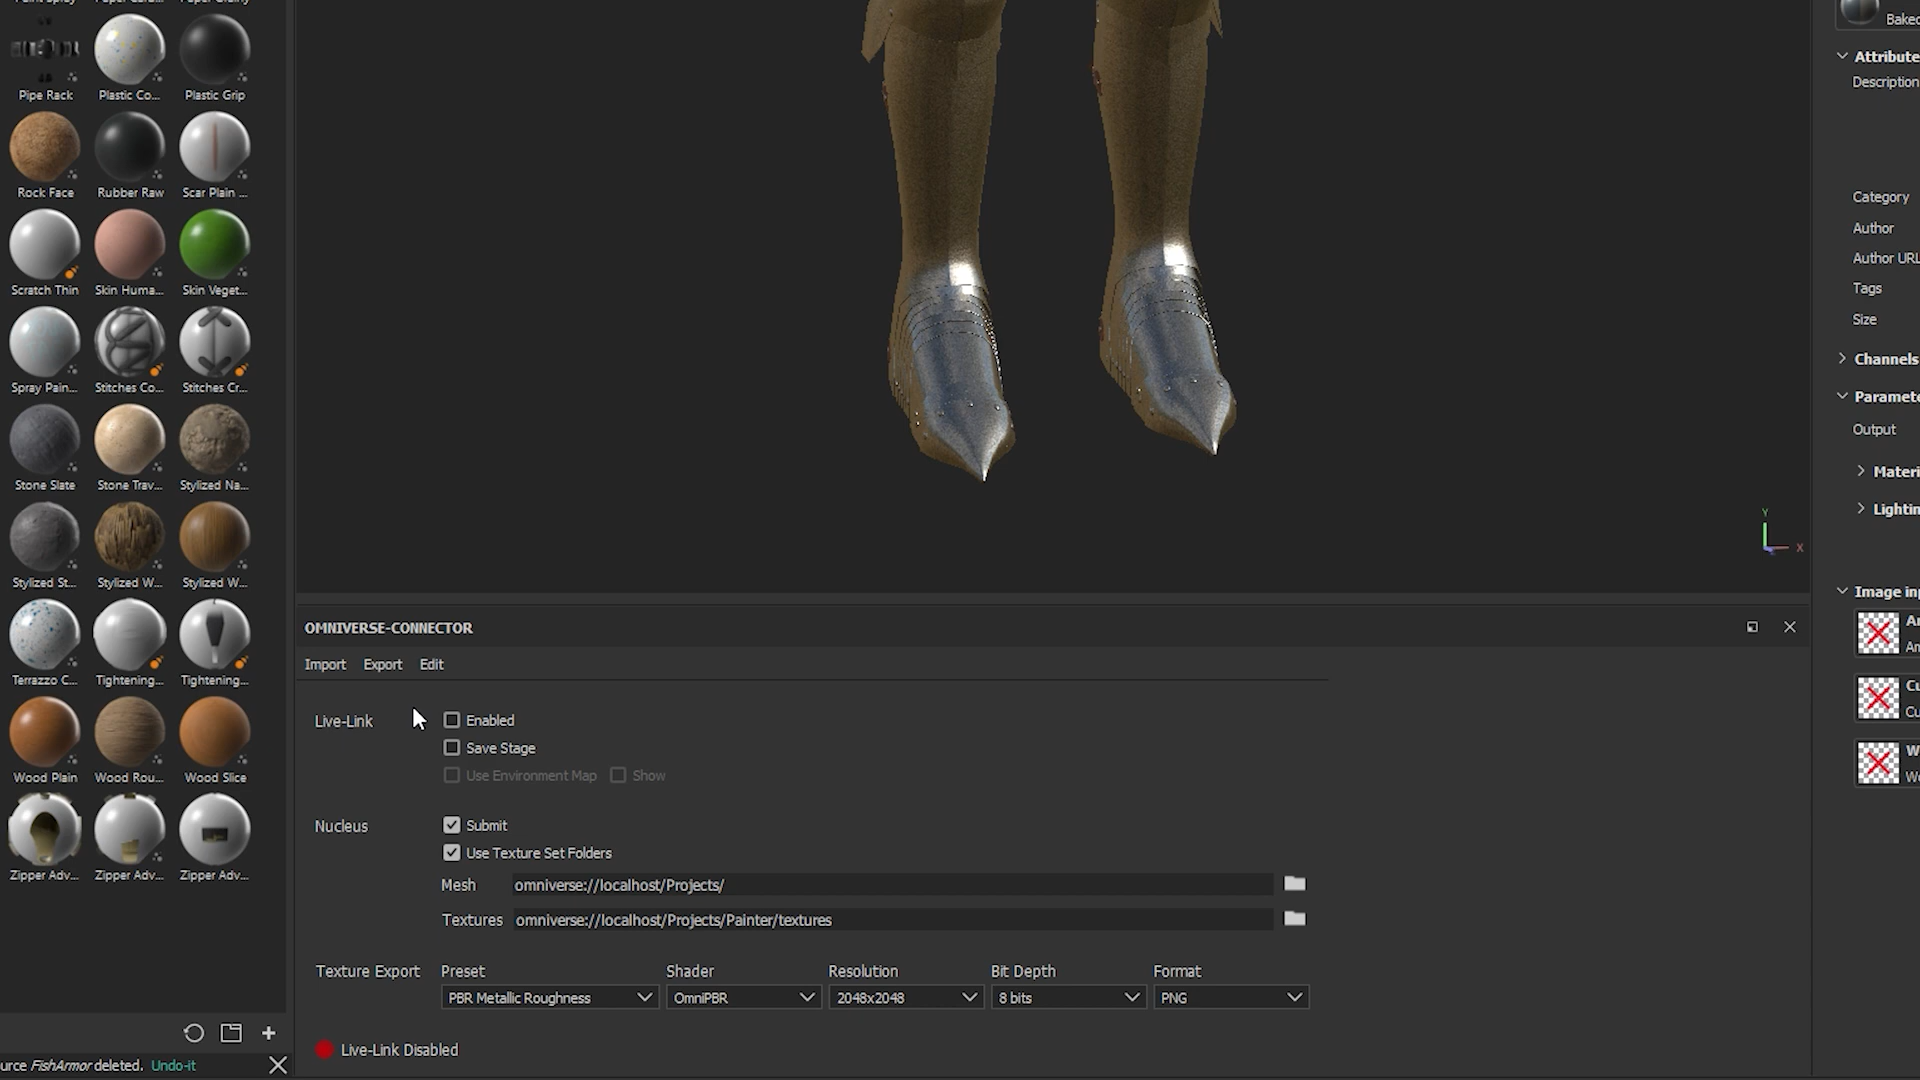 Pipe Rack Plastic Co... Plastic Grip
Rock Face Rubber Raw Scar Plain ...
Scratch Thin Skin Huma... Skin Veget...
Spray Pain... Stitches Co... Stitches Cr...
Stone Slate Stone Trav... Stylized Na...
Stylized St... Stylized W... Stylized W...
Terrazzo C... Tightening... Tightening...
Wood Plain Wood Rou... Wood Slice
Zipper Adv... Zipper Adv... Zipper Adv...
urce FishArmor deleted. Undo-it
Y
X
OMNIVERSE-CONNECTOR
Import Export Edit
Live-Link Enabled
Save Stage
Use Environment Map Show
Nucleus Submit
Use Texture Set Folders
Mesh omniverse://localhost/Projects/
Textures omniverse://localhost/Projects/Painter/textures
Texture Export Preset Shader Resolution Bit Depth Format
PBR Metallic Roughness OmniPBR 2048x2048 8 bits PNG
Live-Link Disabled
Baked
Attribute
Description
Category
Author
Author URL
Tags
Size
Channels
Paramete
Output
Materi
Lightin
Image inp
Cu
Cu